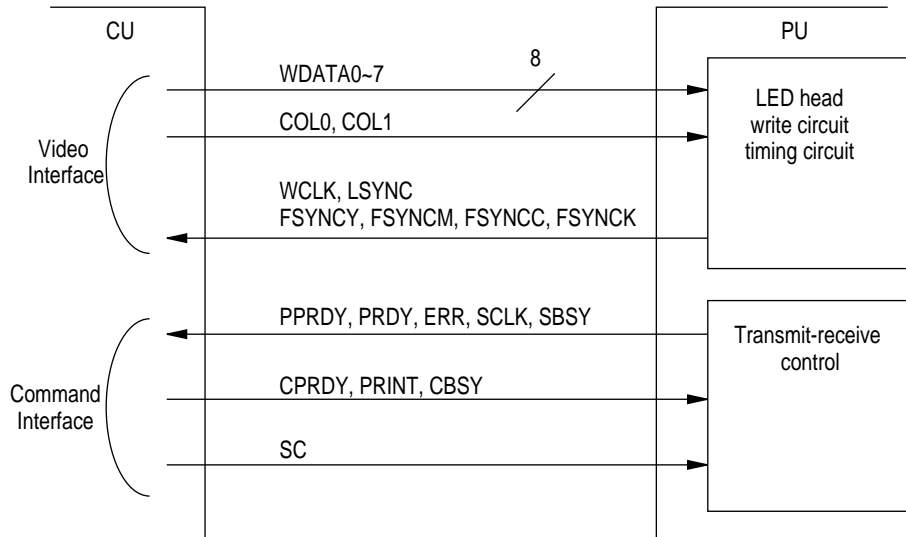 CU
PU
WDATA0~7
8
COL0, COL1
Video
Interface
WCLK, LSYNC
FSYNCY, FSYNCM, FSYNCC, FSYNCK
LED head
write circuit
timing circuit
PPRDY, PRDY, ERR, SCLK, SBSY
CPRDY, PRINT, CBSY
SC
Command
Interface
Transmit-receive
control